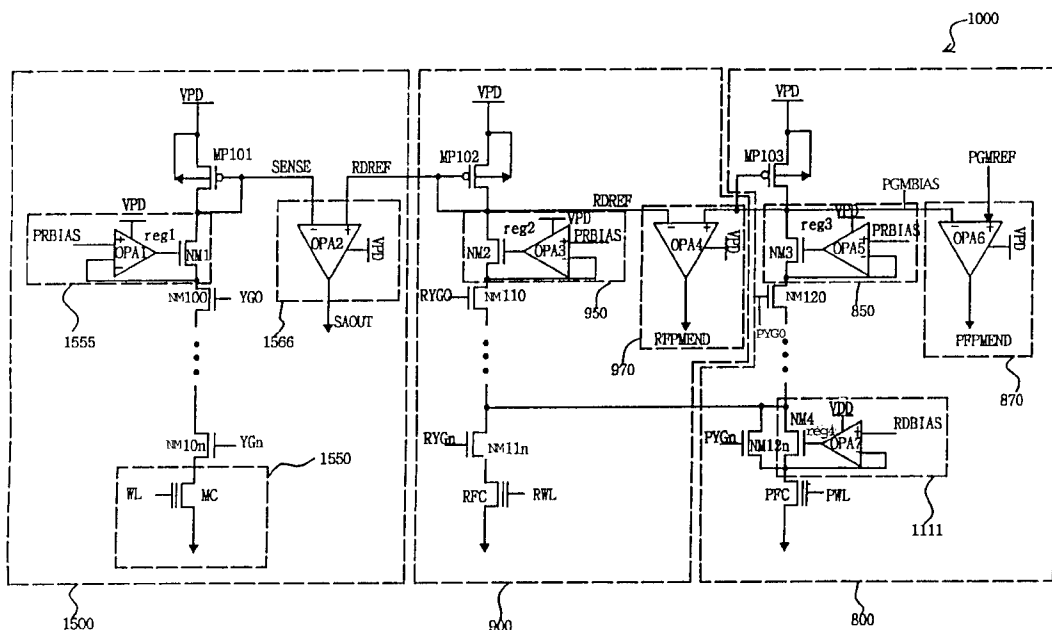 1000
VPD
VPD
VPD
MP101
SENSE
RDREF
MP102
RDREF
MP103
PGMBIAS
PGMREF
VPD
PRBIAS
reg1
OPA1
NM1
OPA2
VPD
NM2
reg2
VPD
OPA3
PRBIAS
OPA4
VPD
NM3
reg3
VPD
OPA5
PRBIAS
OPA6
VPD
NM100
YG0
RYG0
NM110
950
PYG0
NM120
850
1555
1566
SAOUT
970
RFPMEND
PFPMEND
870
NM10n
YGn
RYGn
NM11n
PYGn
NM12n
NM4
reg4
VDD
OPA7
RDBIAS
1550
WL
MC
RFC
RWL
PFC
PWL
1111
1500
900
800